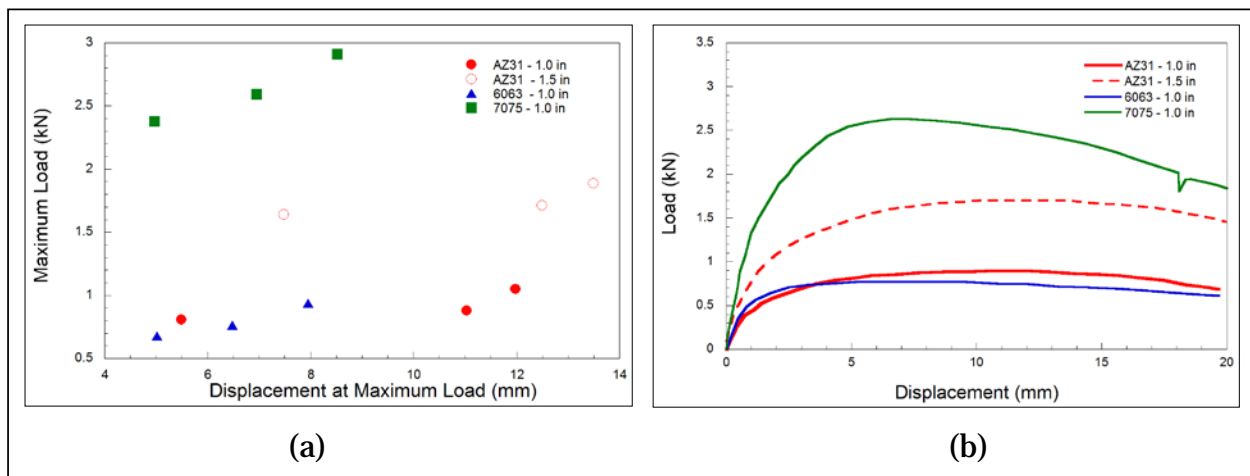 3
2.5
2
1.5
1
0.5
4
6
8
10
12
14
Maximum Load (kN)
Displacement at Maximum Load (mm)
AZ31 - 1.0 in
AZ31 - 1.5 in
6063 - 1.0 in
7075 - 1.0 in
(a)
3.5
3
2.5
2
1.5
1
0.5
0
0
5
10
15
20
Load (kN)
Displacement (mm)
AZ31 - 1.0 in
AZ31 - 1.5 in
6063 - 1.0 in
7075 - 1.0 in
(b)